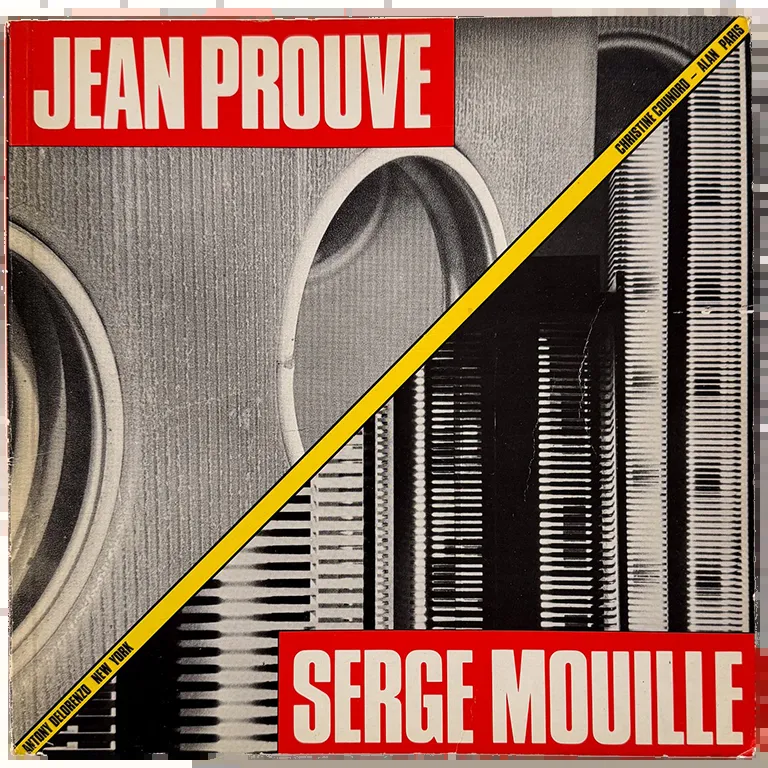 JEAN PROUVE
CHRISTINE COUNORD – ALAN PARIS
ANTONY DELORENZO NEW YORK
SERGE MOUILLE